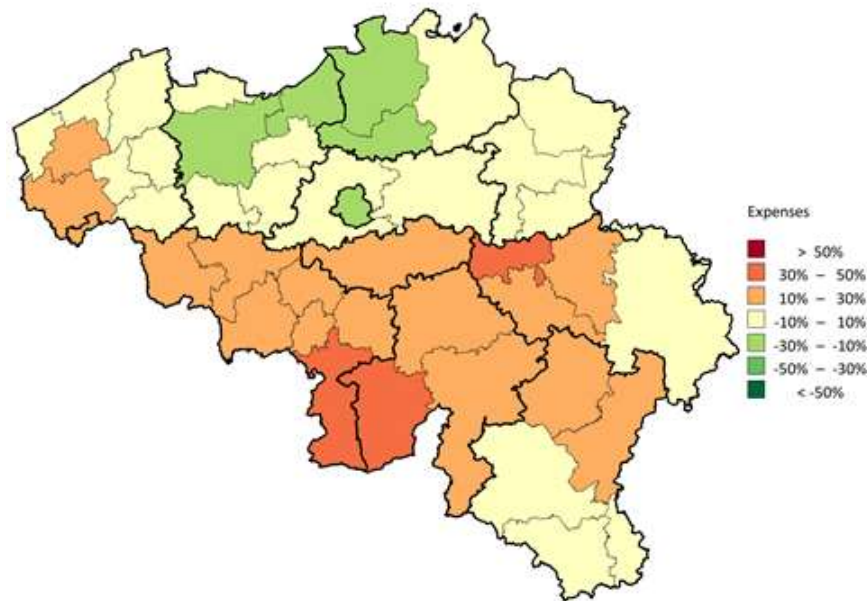 Expenses
> 50%
30% – 50%
10% – 30%
-10% – 10%
-30% – -10%
-50% – -30%
< -50%